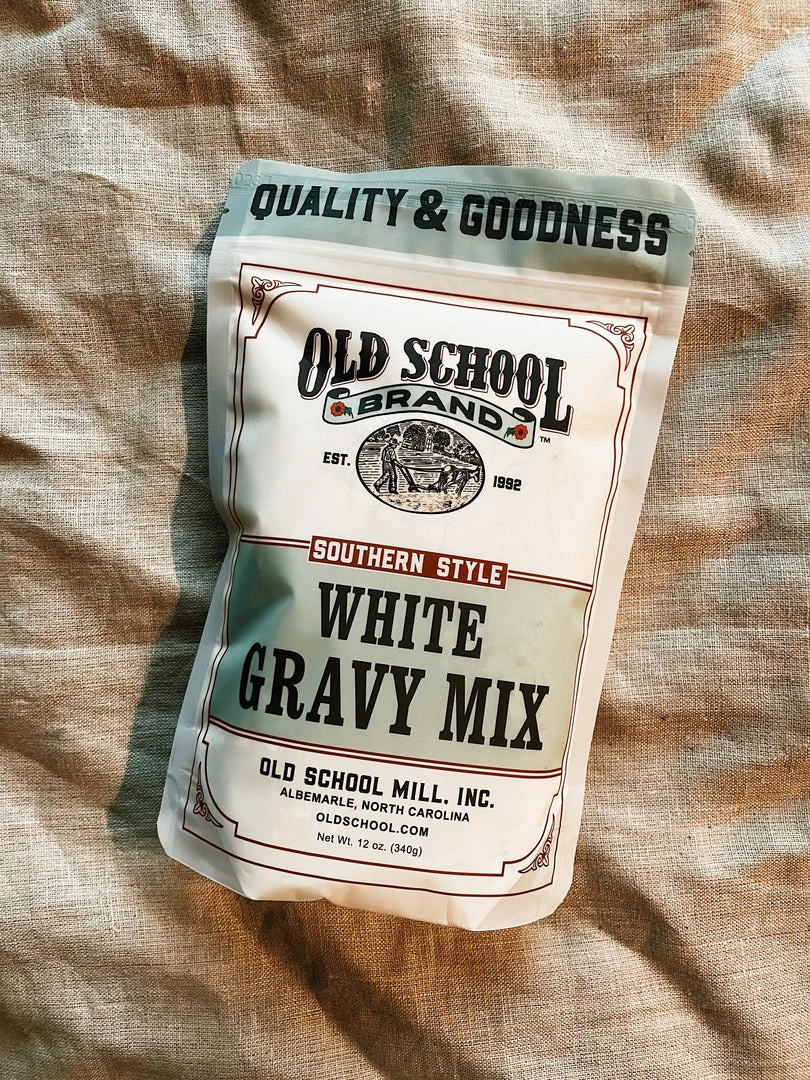 QUALITY & GOODNESS
OLD SCHOOL
BRAND
TM
EST. 1992
SOUTHERN STYLE
WHITE
GRAVY MIX
OLD SCHOOL MILL, INC.
ALBEMARLE, NORTH CAROLINA
OLDSCHOOL.COM
Net Wt. 12 oz. (340g)